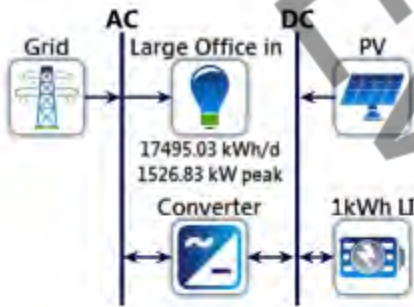 AC
DC
Grid
Large Office in
PV
17495.03 kWh/d
1526.83 kW peak
Converter
1kWh LI